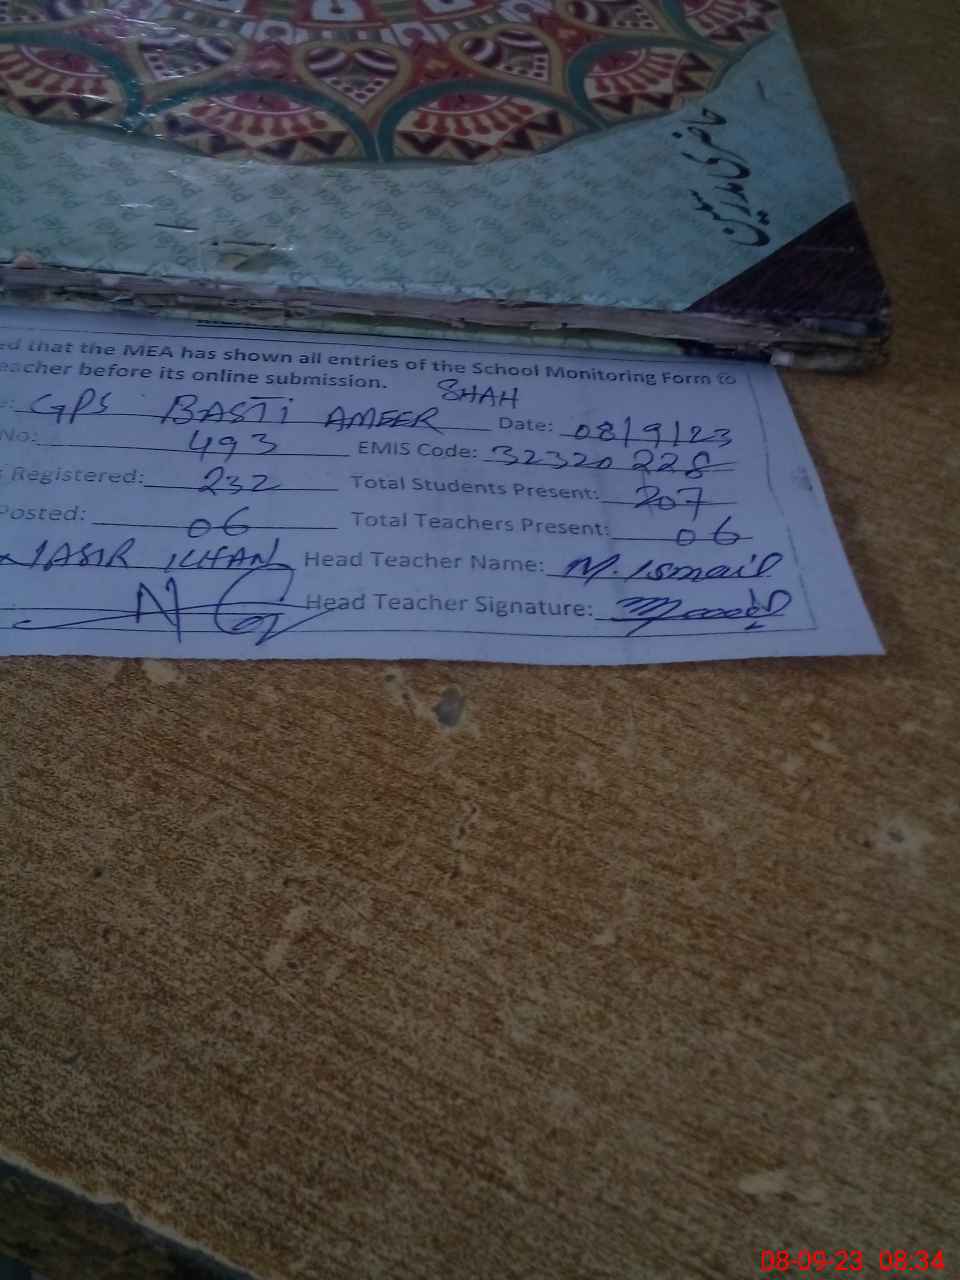 حاضری مدرسین
ed that the MEA has shown all entries of the School Monitoring Form to
eacher before its online submission.
SHAH
e: GPS BASTI AMEER Date: 08/9/23
No: 493 EMIS Code: 32320228
Registered: 232 Total Students Present: 207
Posted: 06 Total Teachers Present: 06
NASIR KHAN Head Teacher Name: M. Ismail
Head Teacher Signature:
08-09-23 08:34